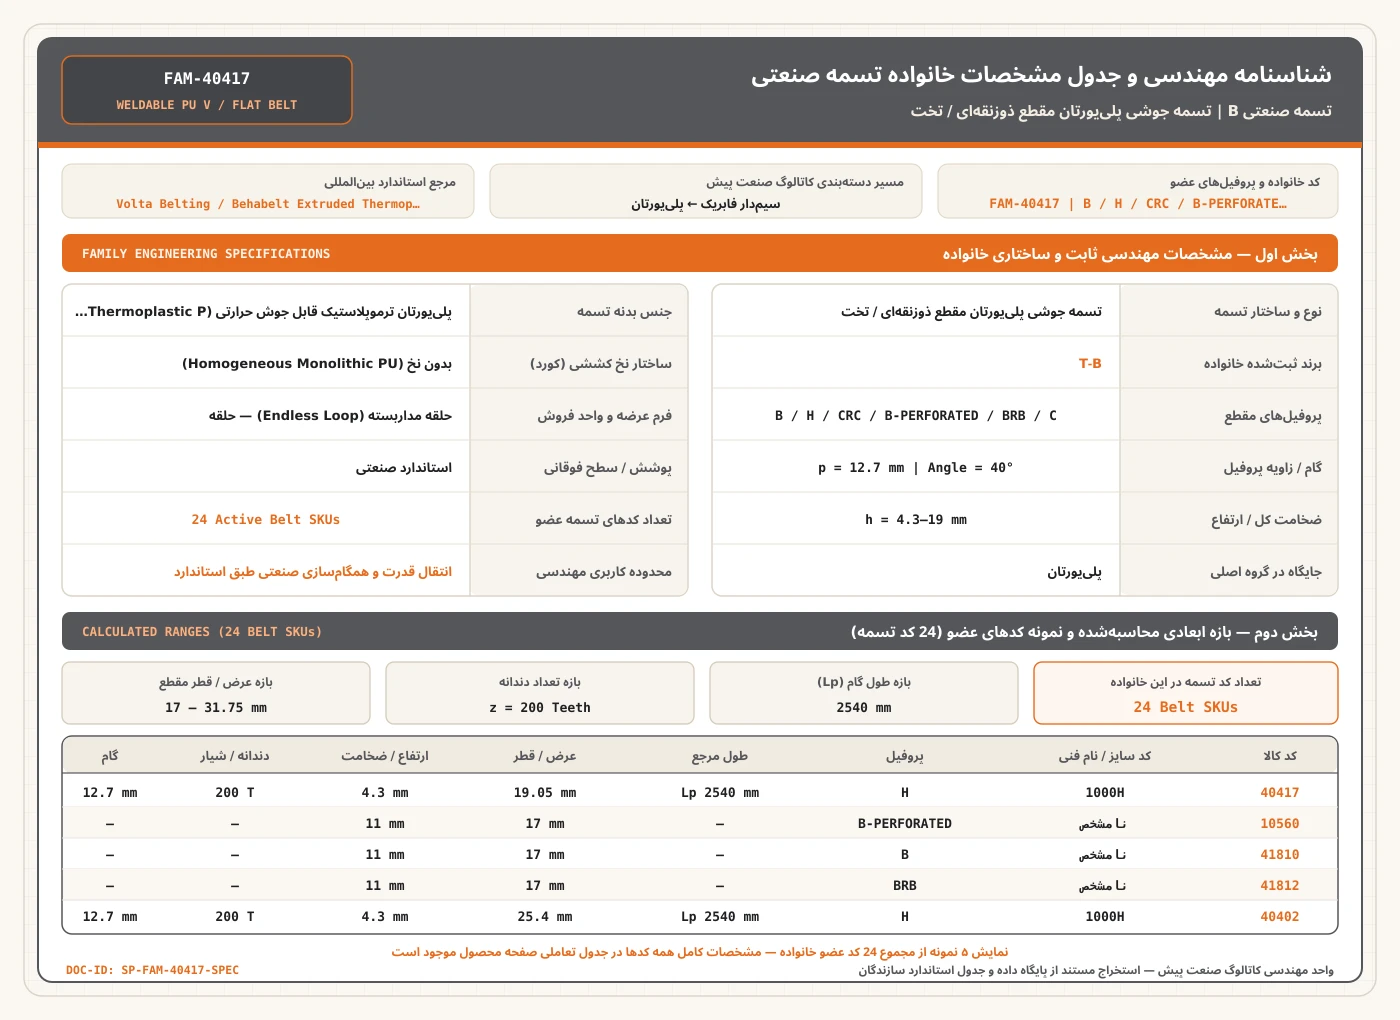 شناسنامه مهندسی و جدول مشخصات خانواده تسمه صنعتی
تسمه صنعتی B | تسمه جوشی پلی‌یورتان مقطع ذوزنقه‌ای / تخت
FAM-40417
WELDABLE PU V / FLAT BELT
کد خانواده و پروفیل‌های عضو
FAM-40417 | B / H / CRC / B-PERFORATE…
مسیر دسته‌بندی کاتالوگ صنعت پیش
سیم‌دار فابریک ← پلی‌یورتان
مرجع استاندارد بین‌المللی
Volta Belting / Behabelt Extruded Thermop…
بخش اول — مشخصات مهندسی ثابت و ساختاری خانواده
FAMILY ENGINEERING SPECIFICATIONS
نوع و ساختار تسمه
تسمه جوشی پلی‌یورتان مقطع ذوزنقه‌ای / تخت
برند ثبت‌شده خانواده
T-B
پروفیل‌های مقطع
B / H / CRC / B-PERFORATED / BRB / C
گام / زاویه پروفیل
p = 12.7 mm | Angle = 40°
ضخامت کل / ارتفاع
h = 4.3–19 mm
جایگاه در گروه اصلی
پلی‌یورتان
جنس بدنه تسمه
پلی‌یورتان ترموپلاستیک قابل جوش حرارتی (Thermoplastic P…
ساختار نخ کششی (کورد)
بدون نخ (Homogeneous Monolithic PU)
فرم عرضه و واحد فروش
حلقه مداربسته (Endless Loop) — حلقه
پوشش / سطح فوقانی
استاندارد صنعتی
تعداد کدهای تسمه عضو
24 Active Belt SKUs
محدوده کاربری مهندسی
انتقال قدرت و همگام‌سازی صنعتی طبق استاندارد
بخش دوم — بازه ابعادی محاسبه‌شده و نمونه کدهای عضو (24 کد تسمه)
CALCULATED RANGES (24 BELT SKUs)
تعداد کد تسمه در این خانواده
24 Belt SKUs
بازه طول گام (Lp)
2540 mm
بازه تعداد دندانه
z = 200 Teeth
بازه عرض / قطر مقطع
17 – 31.75 mm
کد کالا کد سایز / نام فنی پروفیل طول مرجع عرض / قطر ارتفاع / ضخامت دندانه / شیار گام
40417 1000H H Lp 2540 mm 19.05 mm 4.3 mm 200 T 12.7 mm
10560 نامشخص B-PERFORATED – 17 mm 11 mm – –
41810 نامشخص B – 17 mm 11 mm – –
41812 نامشخص BRB – 17 mm 11 mm – –
40402 1000H H Lp 2540 mm 25.4 mm 4.3 mm 200 T 12.7 mm
نمایش ۵ نمونه از مجموع 24 کد عضو خانواده — مشخصات کامل همه کدها در جدول تعاملی صفحه محصول موجود است
واحد مهندسی کاتالوگ صنعت پیش — استخراج مستند از پایگاه داده و جدول استاندارد سازندگان
DOC-ID: SP-FAM-40417-SPEC